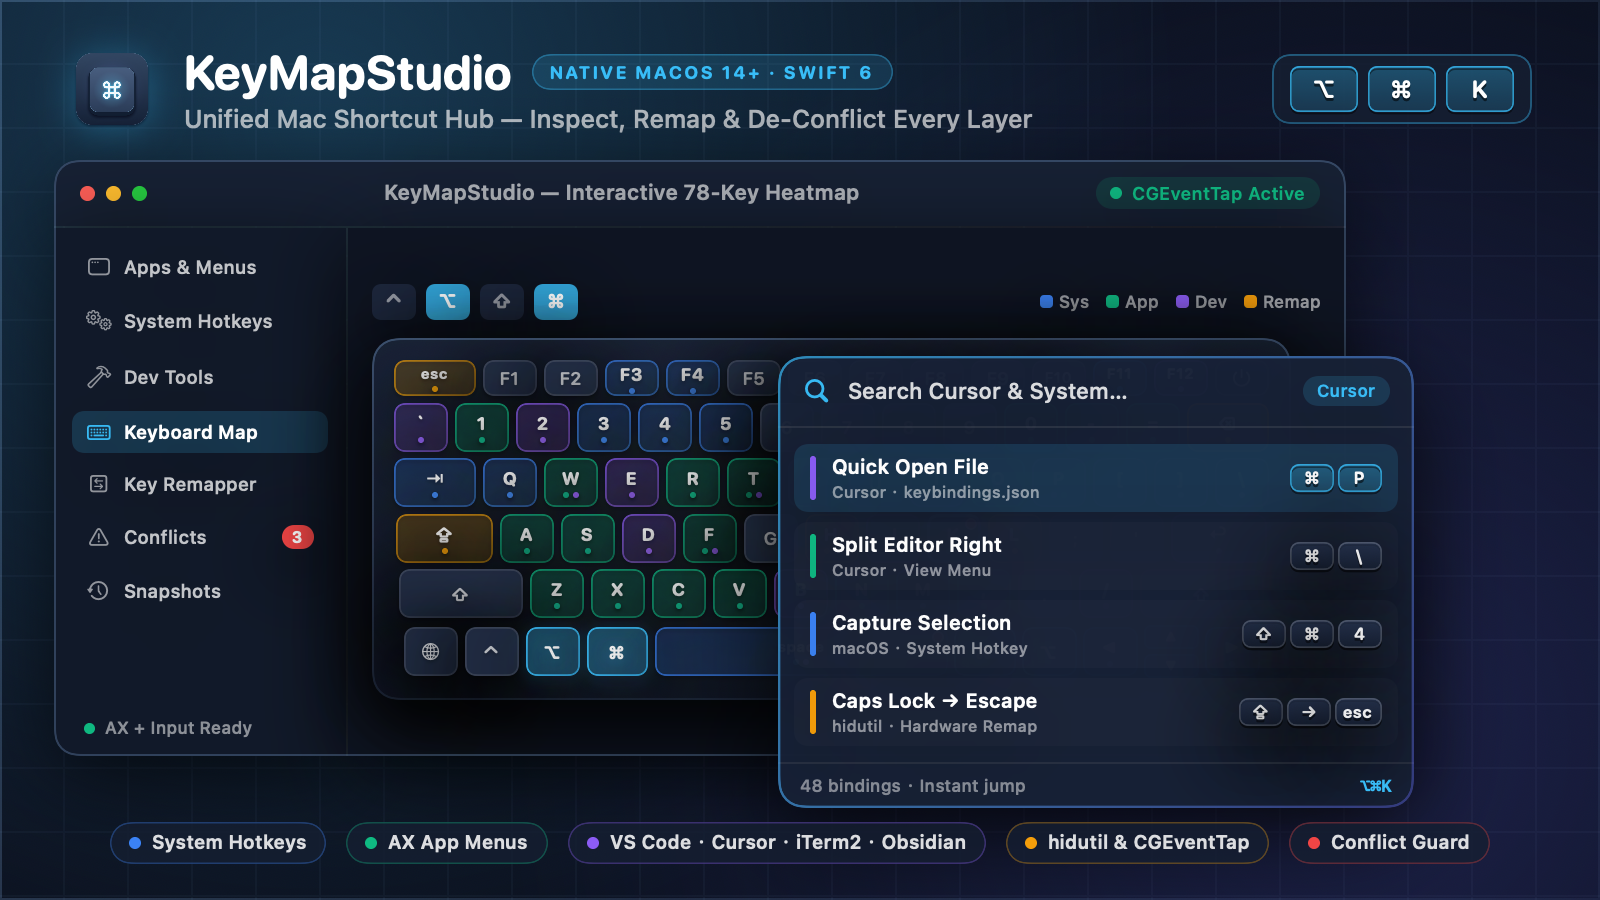 ⌘
KeyMapStudio
NATIVE MACOS 14+ · SWIFT 6
Unified Mac Shortcut Hub — Inspect, Remap & De-Conflict Every Layer
⌥ ⌘ K
KeyMapStudio — Interactive 78-Key Heatmap
CGEventTap Active
Apps & Menus
System Hotkeys
Dev Tools
Keyboard Map
Key Remapper
Conflicts 3
Snapshots
AX + Input Ready
^ ⌥ ⇧ ⌘
Sys App Dev Remap
esc F1 F2 F3 F4 F5
` 1 2 3 4 5
⇥ Q W E R T
⇪ A S D F G
⇧ Z X C V
^ ⌥ ⌘
Search Cursor & System...
Cursor
Quick Open File
Cursor · keybindings.json
⌘ P
Split Editor Right
Cursor · View Menu
⌘ \
Capture Selection
macOS · System Hotkey
⇧ ⌘ 4
Caps Lock → Escape
hidutil · Hardware Remap
⇪ → esc
48 bindings · Instant jump
⌥⌘K
System Hotkeys
AX App Menus
VS Code · Cursor · iTerm2 · Obsidian
hidutil & CGEventTap
Conflict Guard